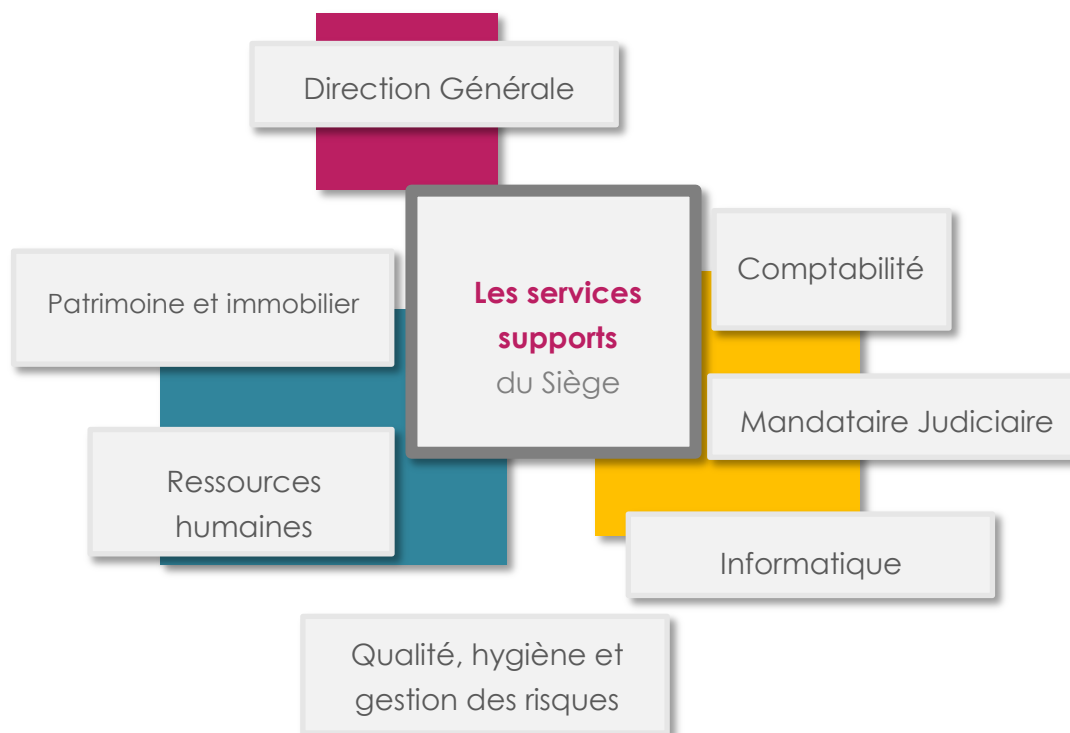 Direction Générale
Les services
supports
du Siège
Comptabilité
Patrimoine et immobilier
Mandataire Judiciaire
Ressources
humaines
Informatique
Qualité, hygiène et
gestion des risques